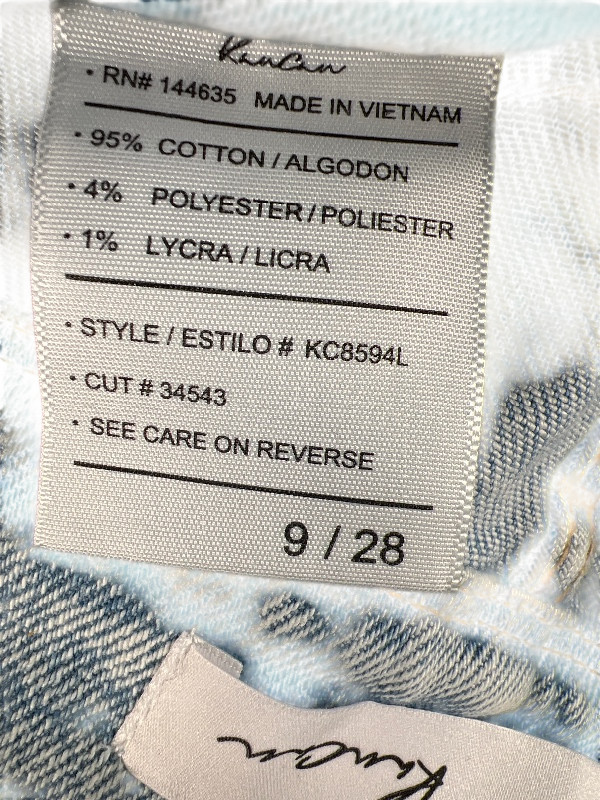 KanCan
• RN# 144635 MADE IN VIETNAM
• 95% COTTON / ALGODON
• 4% POLYESTER / POLIESTER
• 1% LYCRA / LICRA
• STYLE / ESTILO # KC8594L
• CUT # 34543
• SEE CARE ON REVERSE
9 / 28
KanCan